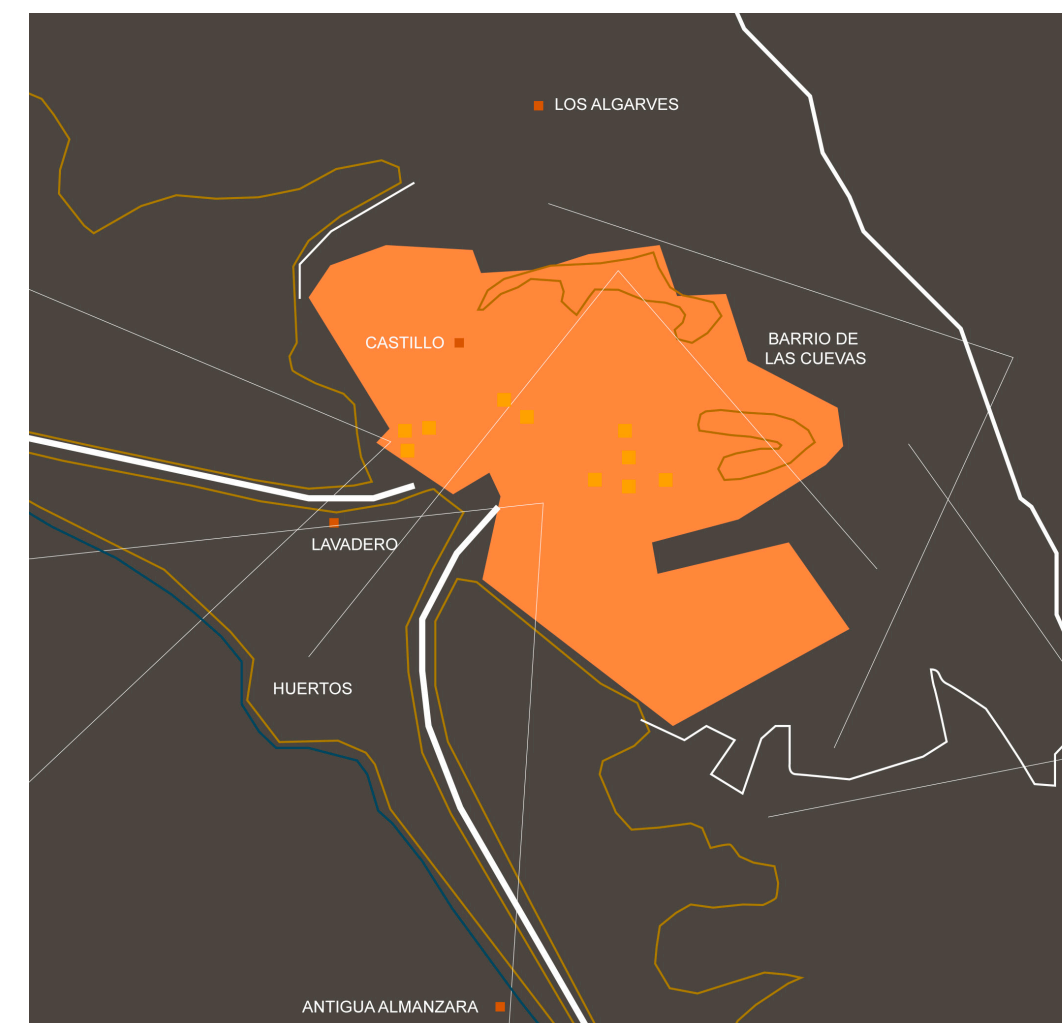 LOS ALGARVES
CASTILLO
BARRIO DE
LAS CUEVAS
LAVADERO
HUERTOS
ANTIGUA ALMANZARA